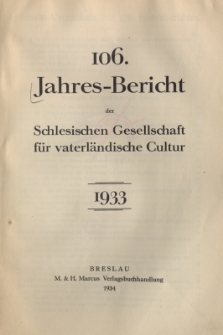 106.
Jahres-Bericht
der
Schlesischen Gesellschaft
für vaterländische Cultur
1933
BRESLAU
M. & H. Marcus Verlagsbuchhandlung
1934